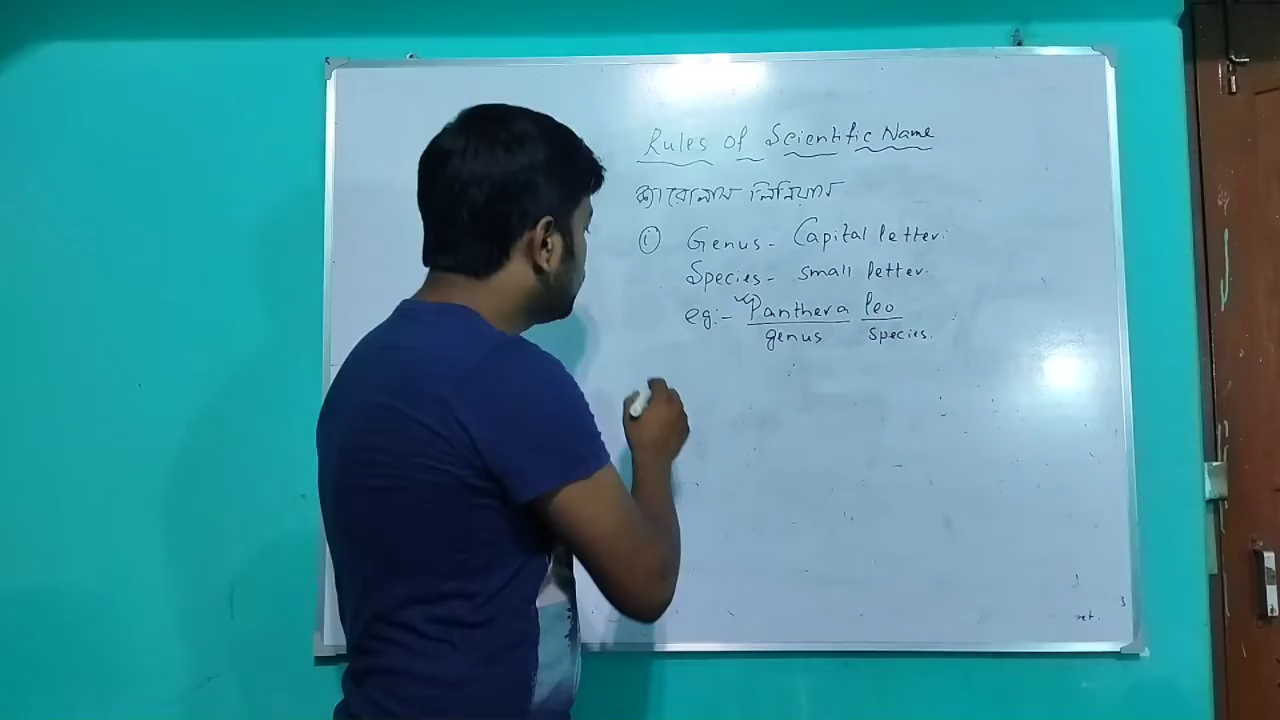 Rules of Scientific Name
ক্যারোলাস লিনিয়াস
(i) Genus - Capital letter.
Species - small letter.
eg:- Panthera leo
genus species.